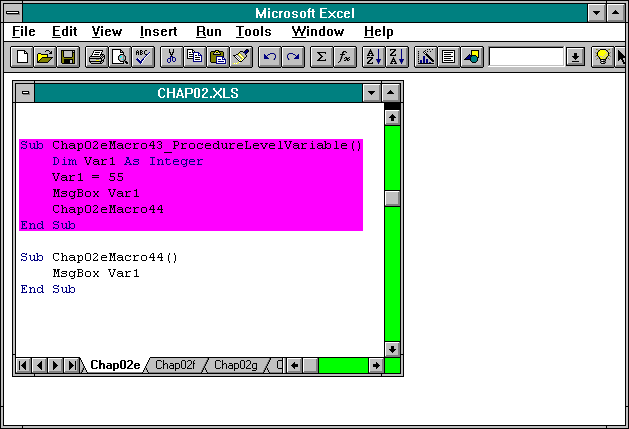 Microsoft Excel
File Edit View Insert Run Tools Window Help
CHAP02.XLS
Sub Chap02eMacro43_ProcedureLevelVariable()
Dim Var1 As Integer
Var1 = 55
MsgBox Var1
Chap02eMacro44
End Sub
Sub Chap02eMacro44()
MsgBox Var1
End Sub
Chap02e Chap02f Chap02g